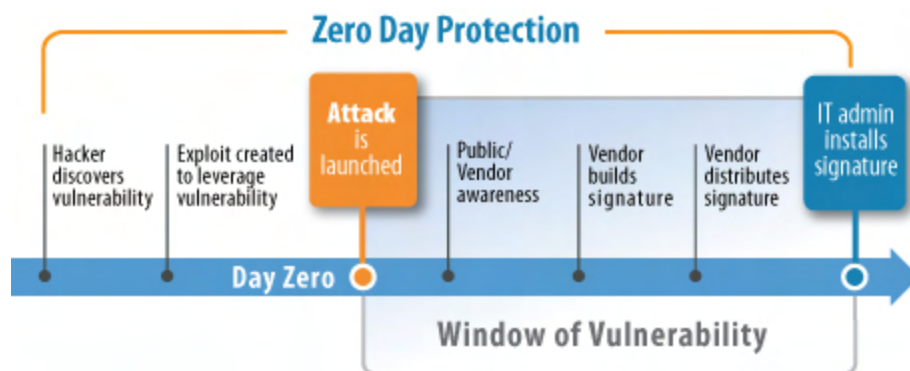 Zero Day Protection
Hacker
discovers
vulnerability
Exploit created
to leverage
vulnerability
Attack
is
launched
Public/
Vendor
awareness
Vendor
builds
signature
Vendor
distributes
signature
IT admin
installs
signature
Day Zero
Window of Vulnerability